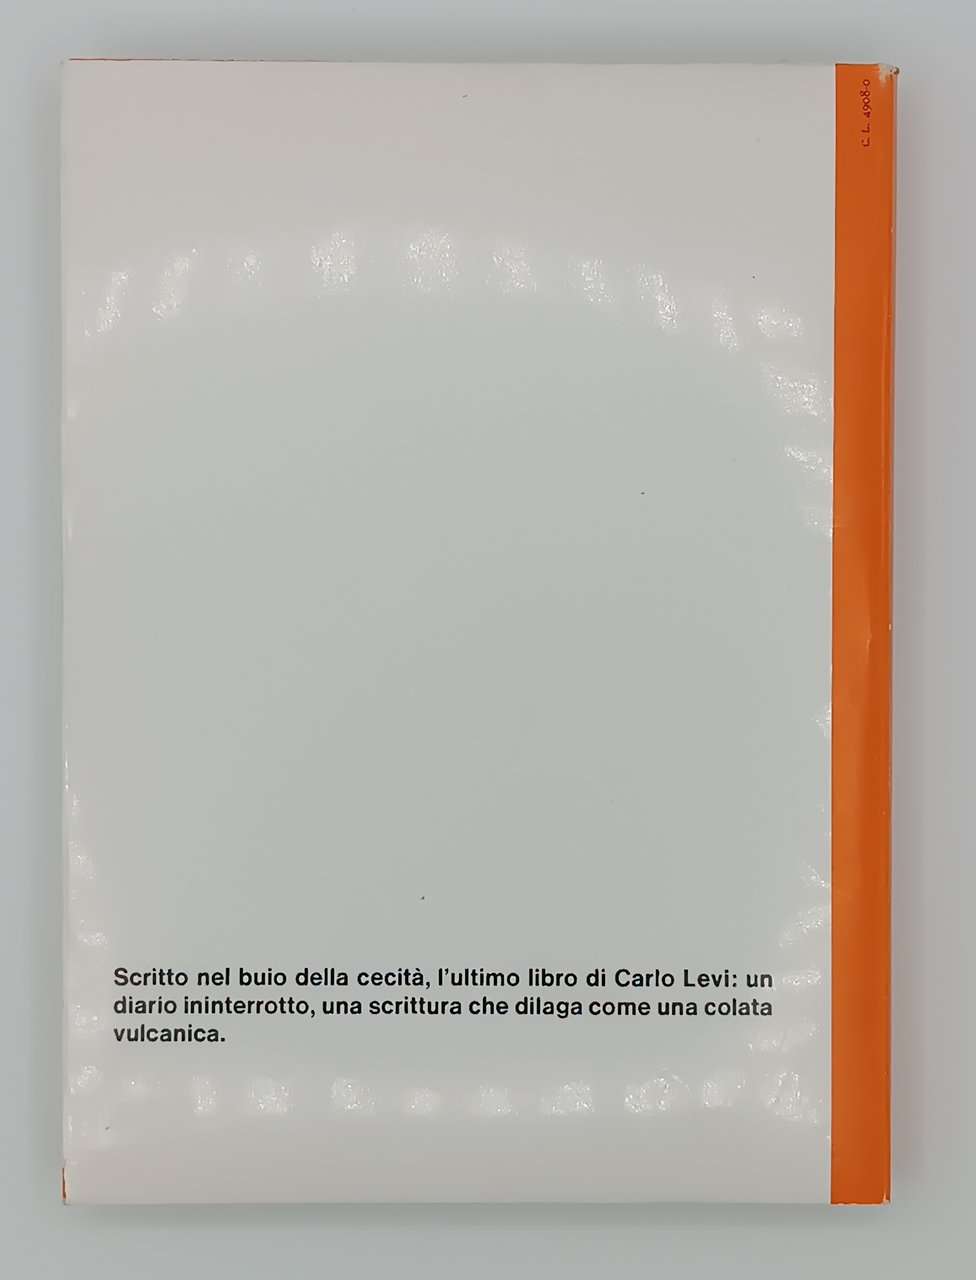 C. L. 4908-0
Scritto nel buio della cecità, l'ultimo libro di Carlo Levi: un
diario ininterrotto, una scrittura che dilaga come una colata
vulcanica.